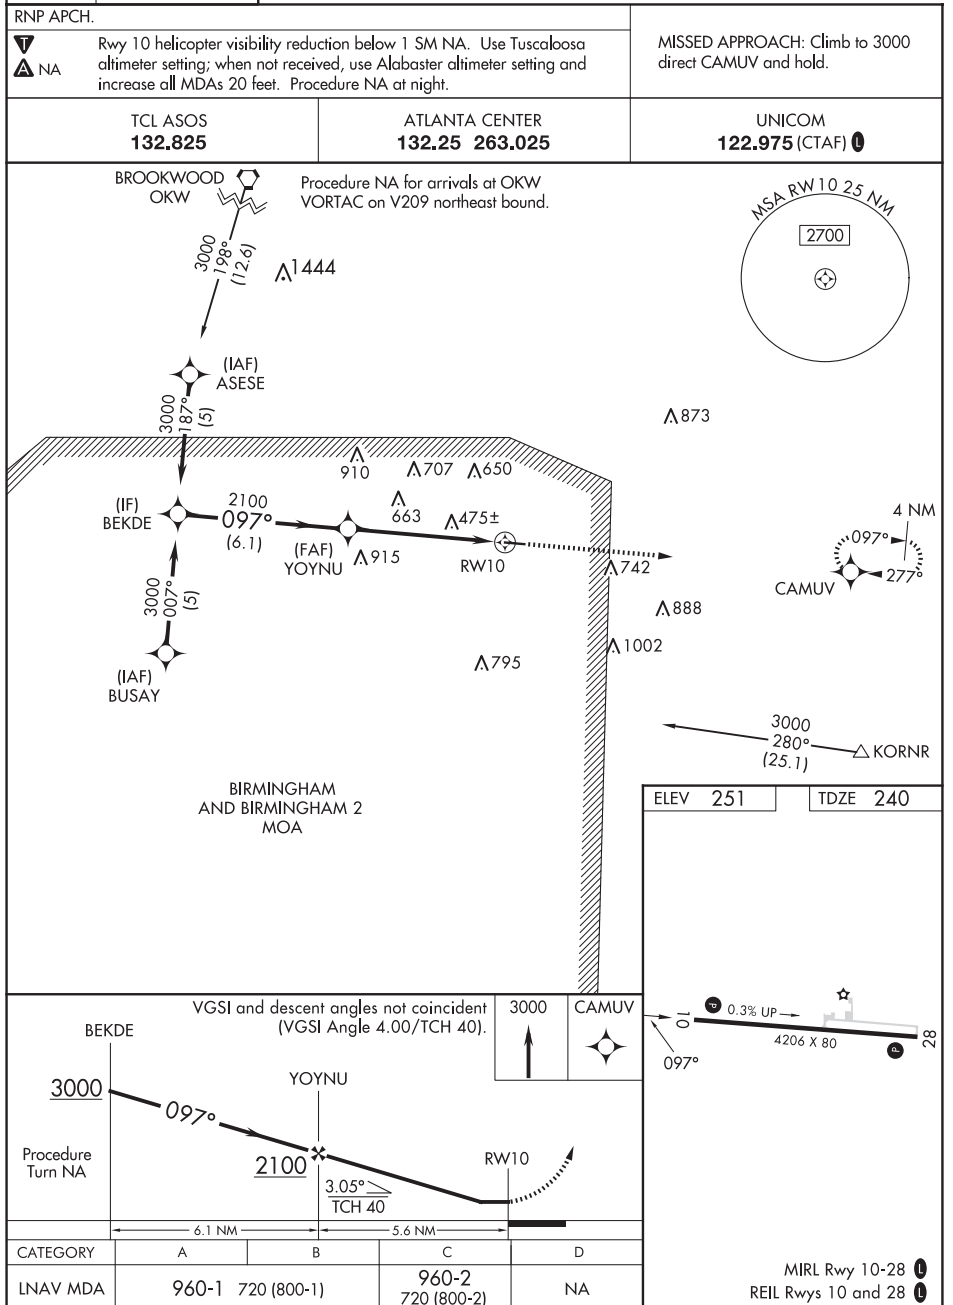 RNP APCH.
T
A NA
Rwy 10 helicopter visibility reduction below 1 SM NA. Use Tuscaloosa
altimeter setting; when not received, use Alabaster altimeter setting and
increase all MDAs 20 feet. Procedure NA at night.
MISSED APPROACH: Climb to 3000
direct CAMUV and hold.
TCL ASOS
132.825
ATLANTA CENTER
132.25 263.025
UNICOM
122.975 (CTAF) L
BROOKWOOD
OKW
Procedure NA for arrivals at OKW
VORTAC on V209 northeast bound.
MSA RW10 25 NM
2700
3000
198°
(12.6)
1444
(IAF)
ASESE
3000
187°
(5)
873
910
707
650
(IF)
BEKDE
2100
097°
(6.1)
663
475±
(FAF)
YOYNU
915
RW10
742
4 NM
097°
277°
CAMUV
3000
007°
(5)
888
1002
795
(IAF)
BUSAY
3000
280°
(25.1)
KORNR
BIRMINGHAM
AND BIRMINGHAM 2
MOA
ELEV 251
TDZE 240
P
0.3% UP
10
4206 X 80
28
P
097°
VGSI and descent angles not coincident
(VGSI Angle 4.00/TCH 40).
3000
CAMUV
BEKDE
YOYNU
3000
097°
Procedure
Turn NA
2100
RW10
3.05°
TCH 40
6.1 NM
5.6 NM
CATEGORY A B C D
LNAV MDA 960-1 720 (800-1) 960-2 NA
720 (800-2)
MIRL Rwy 10-28 L
REIL Rwys 10 and 28 L